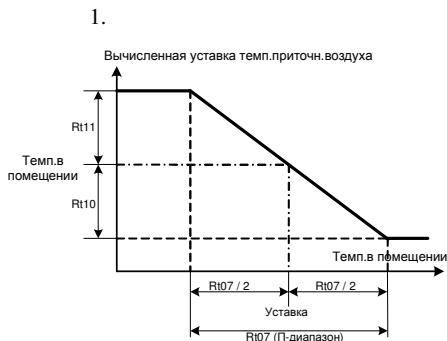 1.
Вычисленная уставка темп.приточн.воздуха
Rt11
Темп.в
помещении
Rt10
Темп.в помещении
Rt07 / 2
Rt07 / 2
Уставка
Rt07 (П-диапазон)